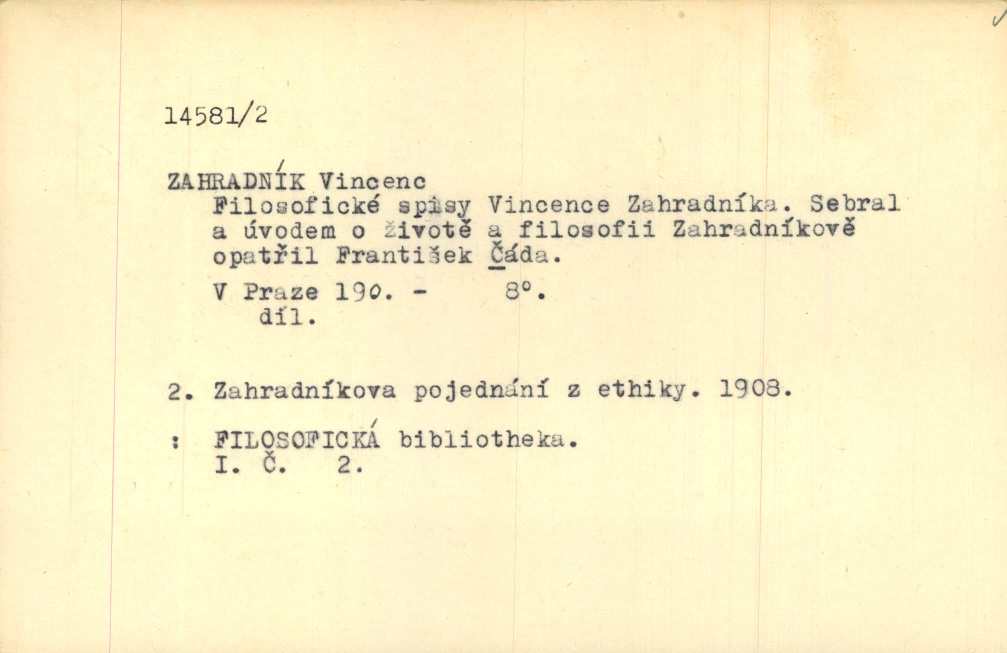 14581/2
ZAHRADNÍK Vincenc
Filosofické spisy Vincence Zahradníka. Sebral
a úvodem o životě a filosofii Zahradníkově
opatřil František Čáda.
V Praze 190. - 8°.
díl.
2. Zahradníkova pojednání z ethiky. 1908.
: FILOSOFICKÁ bibliotheka.
I. Č. 2.